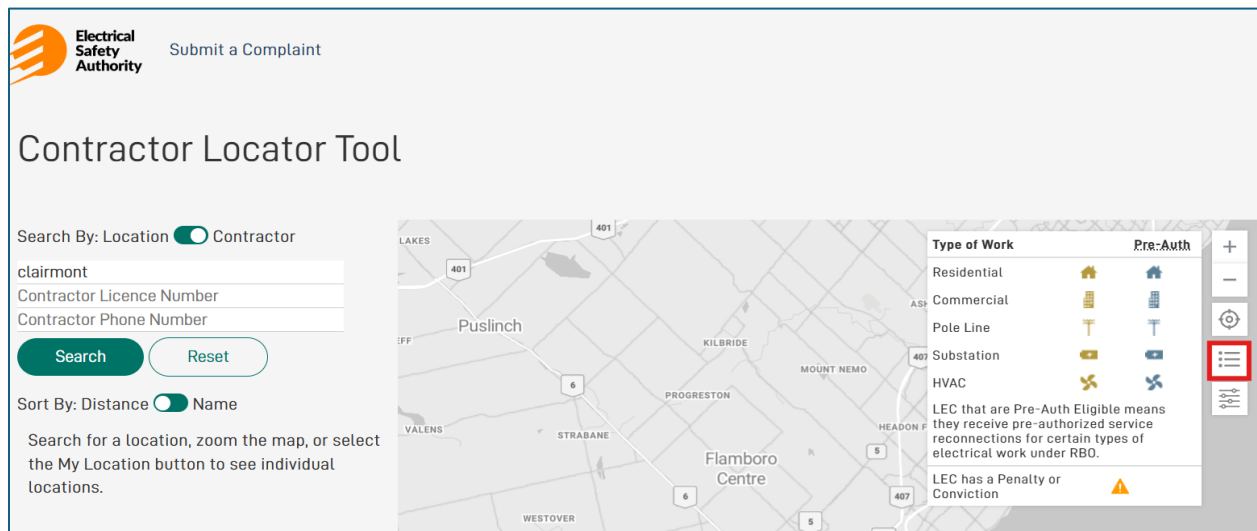 Electrical
Safety
Authority
Submit a Complaint
Contractor Locator Tool
Search By: Location Contractor
clairmont
Contractor Licence Number
Contractor Phone Number
Search Reset
Sort By: Distance Name
Search for a location, zoom the map, or select
the My Location button to see individual
locations.
LAKES
401
401
Puslinch
KILBRIDE
407
MOUNT NEMO
6
PROGRESTON
VALENS
STRABANE
HEADON F
5
Flamboro
Centre
6
407
WESTOVER
5
Type of Work Pre-Auth
Residential
Commercial
Pole Line
Substation
HVAC
LEC that are Pre-Auth Eligible means
they receive pre-authorized service
reconnections for certain types of
electrical work under RBO.
LEC has a Penalty or
Conviction